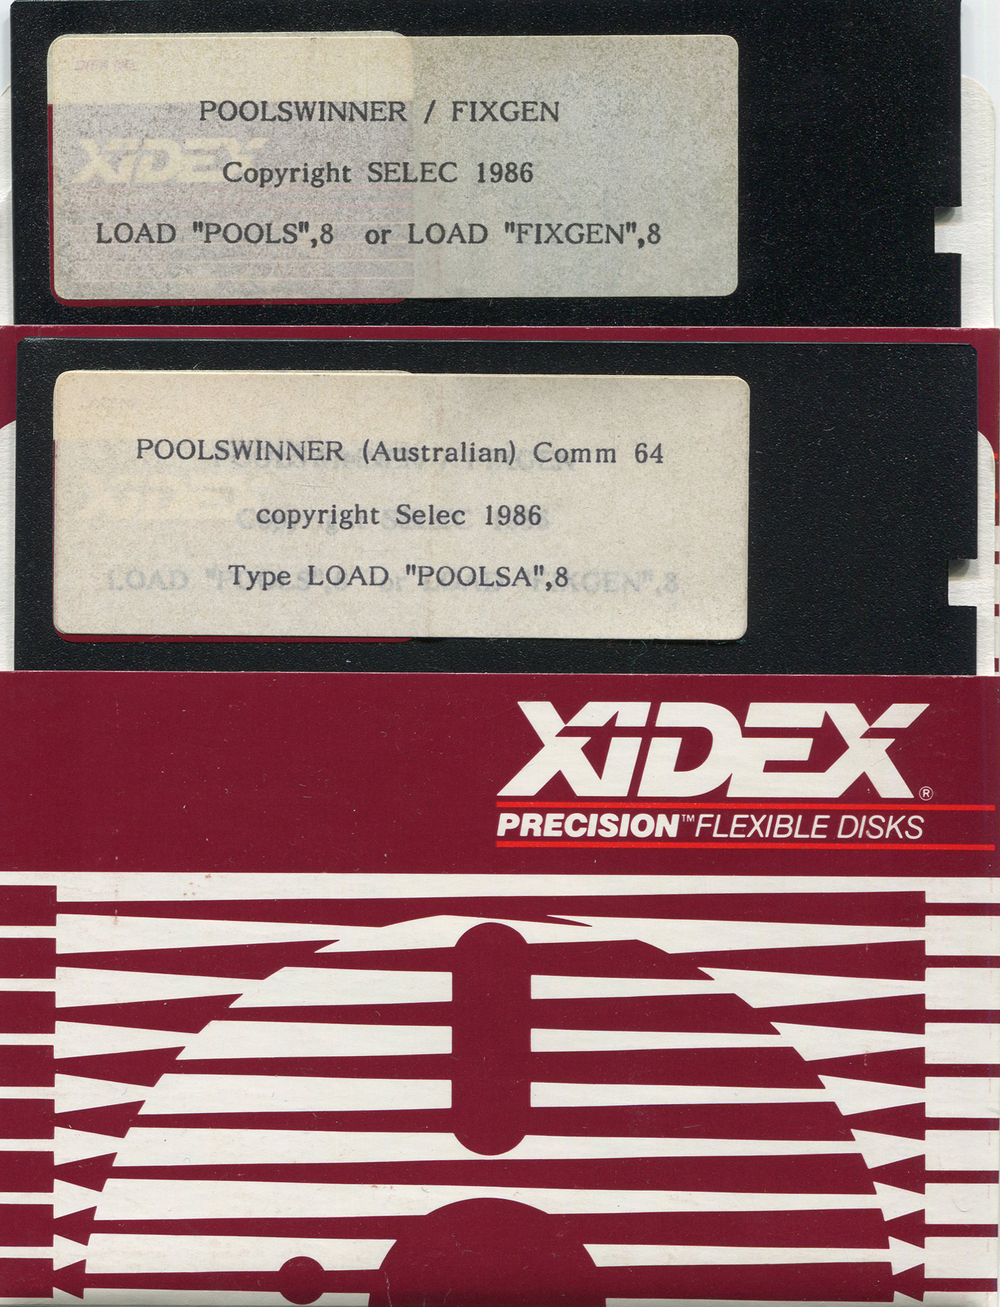 POOLSWINNER / FIXGEN
XIDEX
Copyright SELEC 1986
LOAD "POOLS",8 or LOAD "FIXGEN",8
POOLSWINNER (Australian) Comm 64
copyright Selec 1986
Type LOAD "POOLSA",8
XIDEX®
PRECISION™ FLEXIBLE DISKS